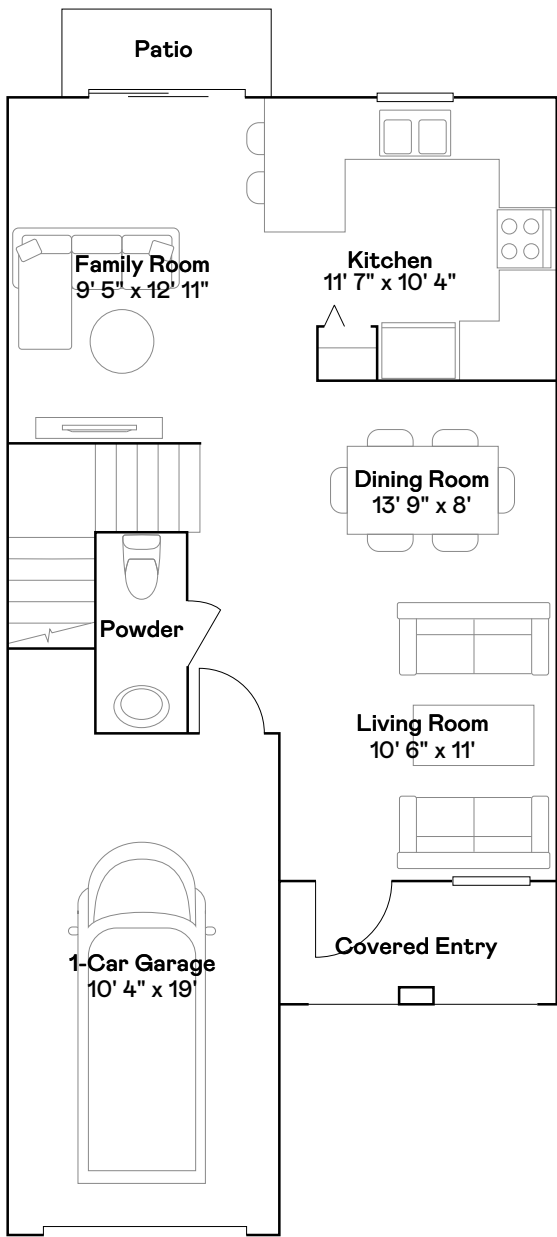 Patio
Family Room
9' 5" x 12' 11"
Kitchen
11' 7" x 10' 4"
Dining Room
13' 9" x 8'
Powder
Living Room
10' 6" x 11'
Covered Entry
1-Car Garage
10' 4" x 19'